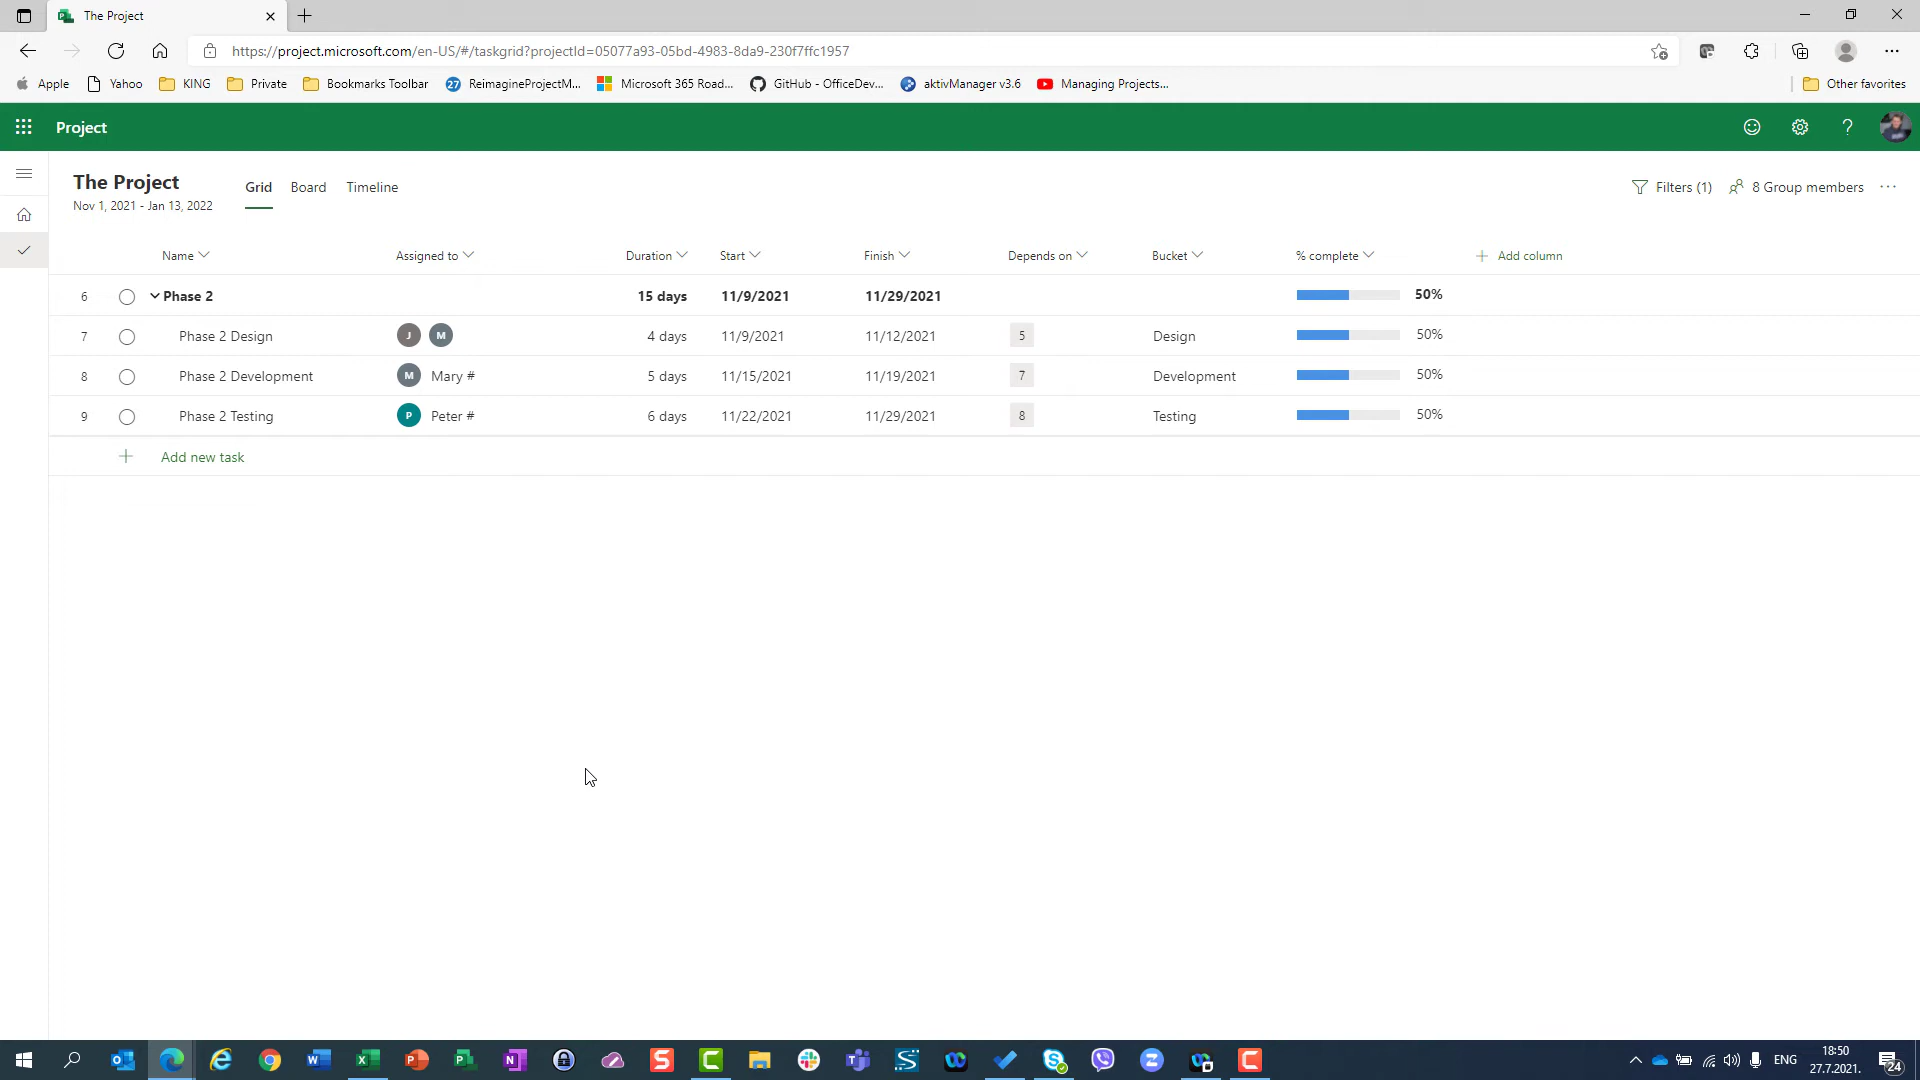 The Project
https://project.microsoft.com/en-US/#/taskgrid?projectId=05077a93-05bd-4983-8da9-230f7ffc1957
Apple Yahoo KING Private Bookmarks Toolbar 27 ReimagineProjectM... Microsoft 365 Road... GitHub - OfficeDev... aktivManager v3.6 Managing Projects... Other favorites
Project
The Project
Nov 1, 2021 - Jan 13, 2022
Grid Board Timeline
Filters (1) 8 Group members
Name Assigned to Duration Start Finish Depends on Bucket % complete Add column
6 Phase 2 15 days 11/9/2021 11/29/2021 50%
7 Phase 2 Design J M 4 days 11/9/2021 11/12/2021 5 Design 50%
8 Phase 2 Development M Mary # 5 days 11/15/2021 11/19/2021 7 Development 50%
9 Phase 2 Testing P Peter # 6 days 11/22/2021 11/29/2021 8 Testing 50%
Add new task
ENG
18:50
27.7.2021.
24